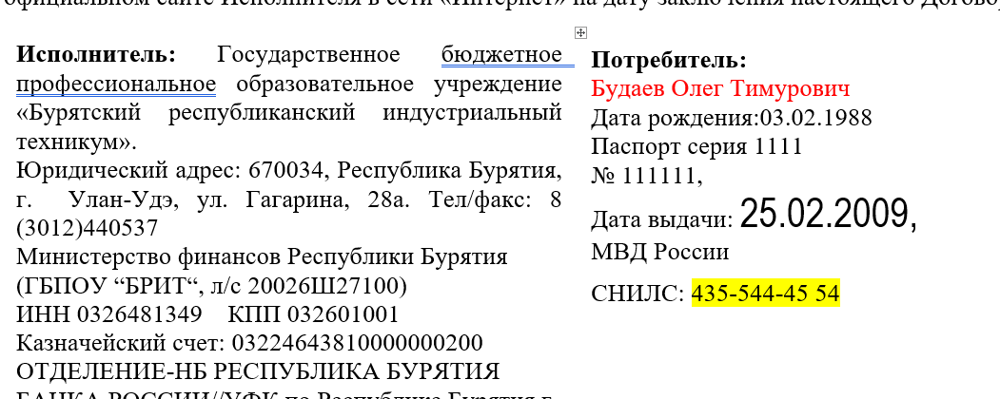 официальном сайте Исполнителя в сети «Интернет» на дату заключения настоящего
Исполнитель: Государственное бюджетное
профессиональное образовательное учреждение
«Бурятский республиканский индустриальный
техникум».
Юридический адрес: 670034, Республика Бурятия,
г. Улан-Удэ, ул. Гагарина, 28а. Тел/факс: 8
(3012)440537
Министерство финансов Республики Бурятия
(ГБПОУ “БРИТ“, л/с 20026Ш27100)
ИНН 0326481349 КПП 032601001
Казначейский счет: 03224643810000000200
ОТДЕЛЕНИЕ-НБ РЕСПУБЛИКА БУРЯТИЯ
БАНКА РОССИИ//УФК по Республике Бурятия г.
Потребитель:
Будаев Олег Тимурович
Дата рождения:03.02.1988
Паспорт серия 1111
№ 111111,
Дата выдачи: 25.02.2009,
МВД России
СНИЛС: 435-544-45 54